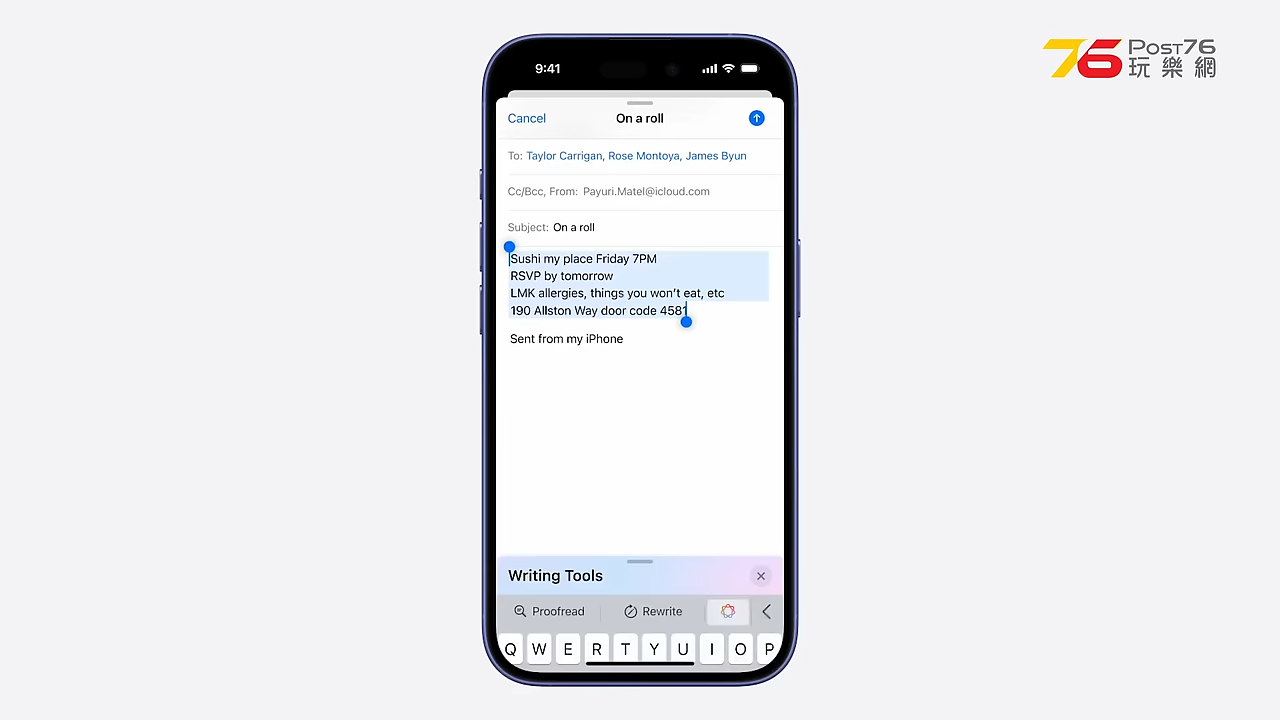 76 POST76
玩樂網
9:41
Cancel
On a roll
To: Taylor Carrigan, Rose Montoya, James Byun
Cc/Bcc, From: Payuri.Matel@icloud.com
Subject: On a roll
Sushi my place Friday 7PM
RSVP by tomorrow
LMK allergies, things you won’t eat, etc
190 Allston Way door code 4581
Sent from my iPhone
Writing Tools
Proofread
Rewrite
Q W E R T Y U I O P